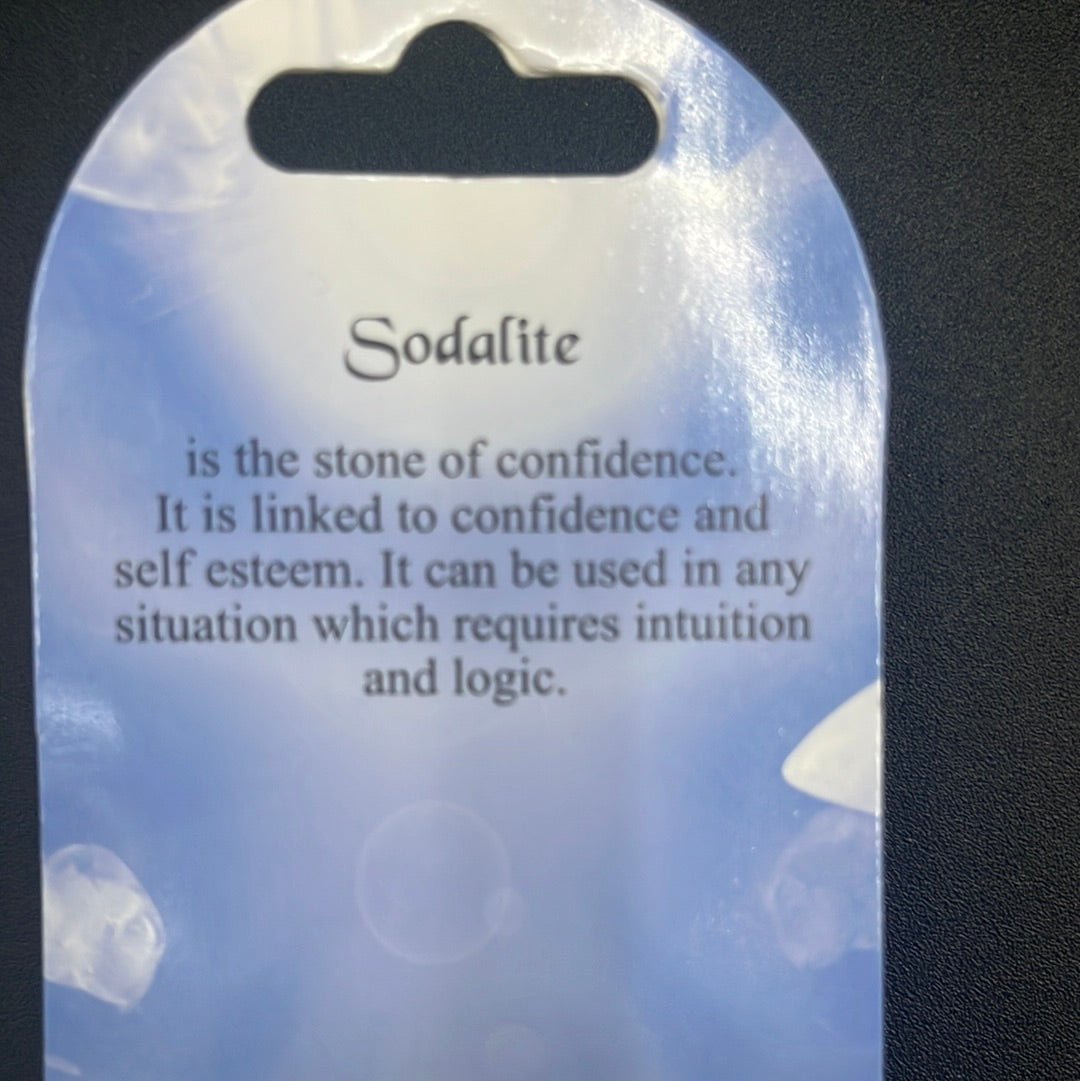 Sodalite
is the stone of confidence.
It is linked to confidence and
self esteem. It can be used in any
situation which requires intuition
and logic.